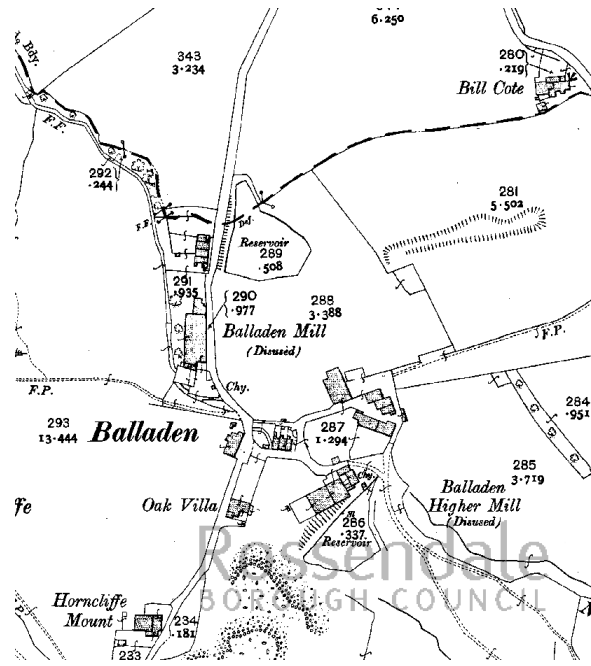 6·250
343
3·234
280
·219
Bill Cote
Bdy.
F.F.
292
·244
281
5·502
Reservoir
289
·508
291
·935
290
·977
288
3·388
Balladen Mill
(Disused)
F.P.
Chy.
F.P.
293
13·444
Balladen
287
1·294
284
·951
285
3·719
Chy.
Oak Villa
Balladen
Higher Mill
(Disused)
286
·337
Reservoir
ffe
Rossendale
BOROUGH COUNCIL
Horncliffe
Mount
234
·181
233